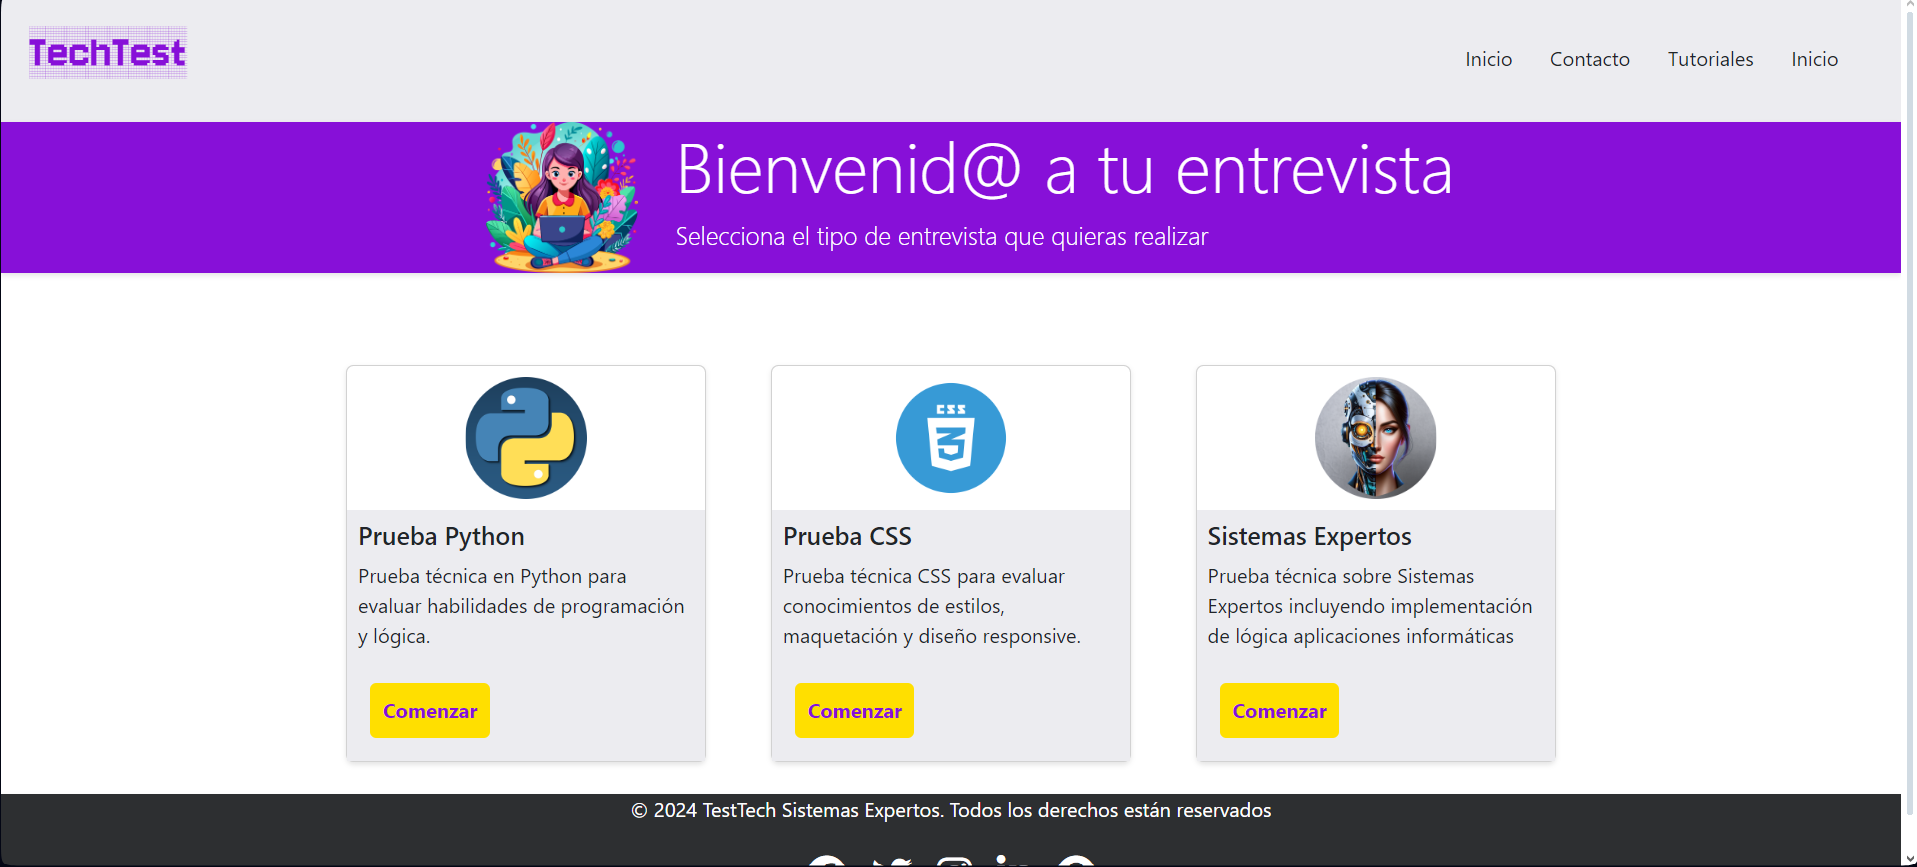 TechTest
Inicio Contacto Tutoriales Inicio
Bienvenid@ a tu entrevista
Selecciona el tipo de entrevista que quieras realizar
CSS
3
Prueba Python
Prueba técnica en Python para
evaluar habilidades de programación
y lógica.
Comenzar
Prueba CSS
Prueba técnica CSS para evaluar
conocimientos de estilos,
maquetación y diseño responsive.
Comenzar
Sistemas Expertos
Prueba técnica sobre Sistemas
Expertos incluyendo implementación
de lógica aplicaciones informáticas
Comenzar
© 2024 TestTech Sistemas Expertos. Todos los derechos están reservados